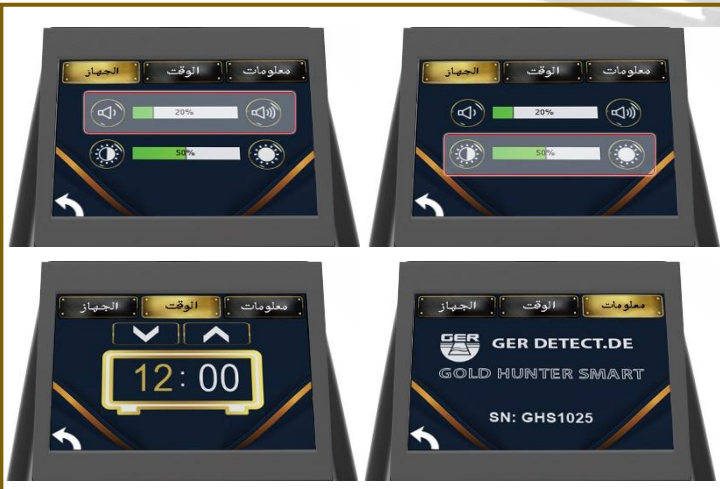 معلومات الوقت الجهاز
20%
50%
معلومات الوقت الجهاز
20%
50%
معلومات الوقت الجهاز
12:00
معلومات الوقت الجهاز
GER
GER DETECT.DE
GOLD HUNTER SMART
SN: GHS1025